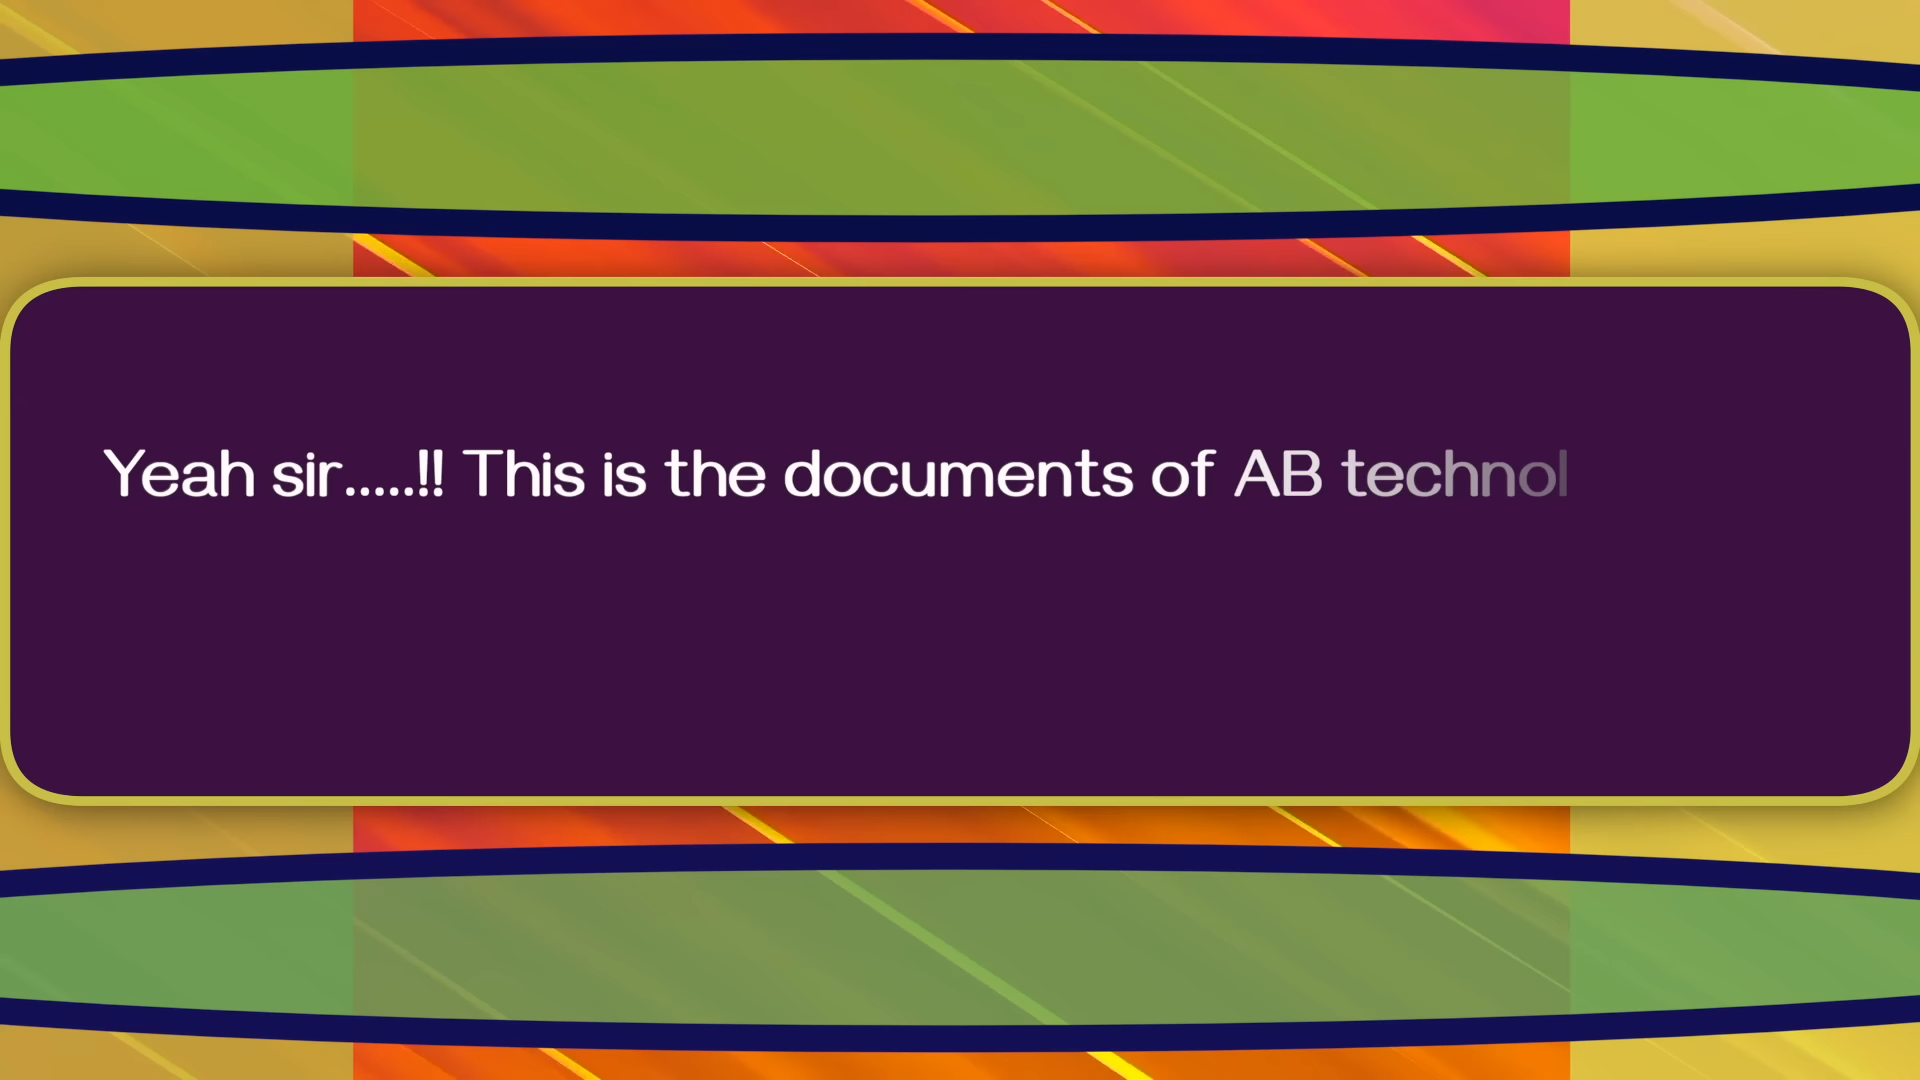 Yeah sir.....!! This is the documents of AB technol